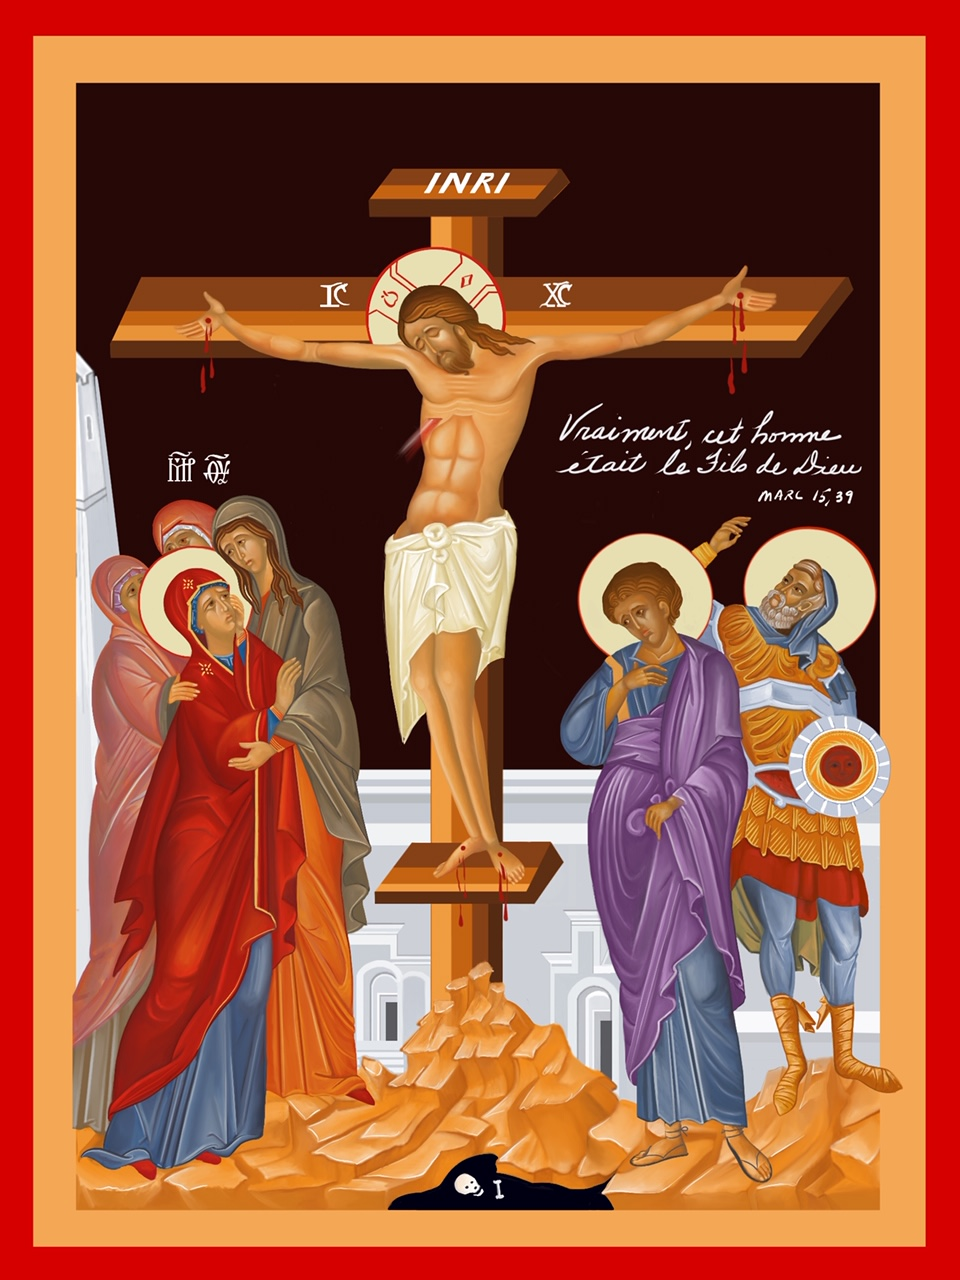 INRI
IC XC
Vraiment, cet homme
était le Fils de Dieu
MARC 15,39
ΜΡ ΘΥ
I